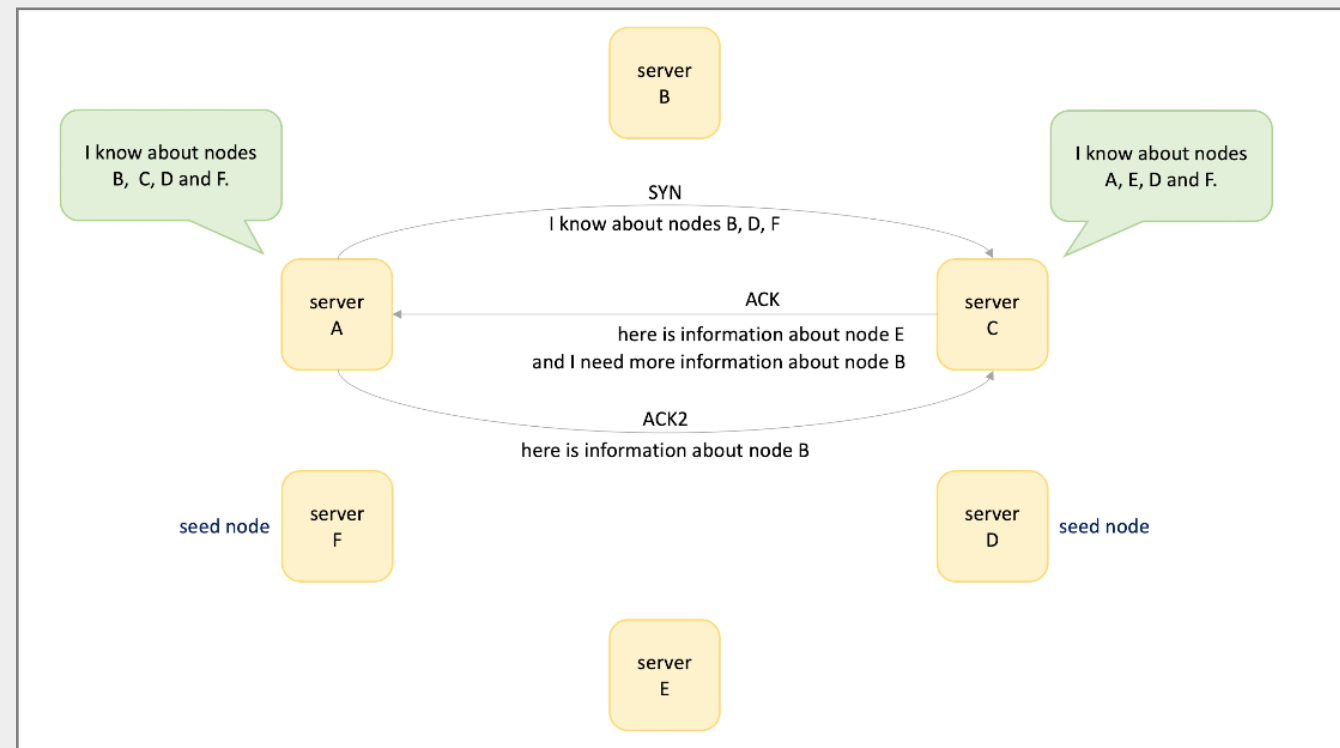 server
B
I know about nodes
B, C, D and F.
I know about nodes
A, E, D and F.
SYN
I know about nodes B, D, F
server
A
ACK
server
C
here is information about node E
and I need more information about node B
ACK2
here is information about node B
seed node
server
F
server
D
seed node
server
E